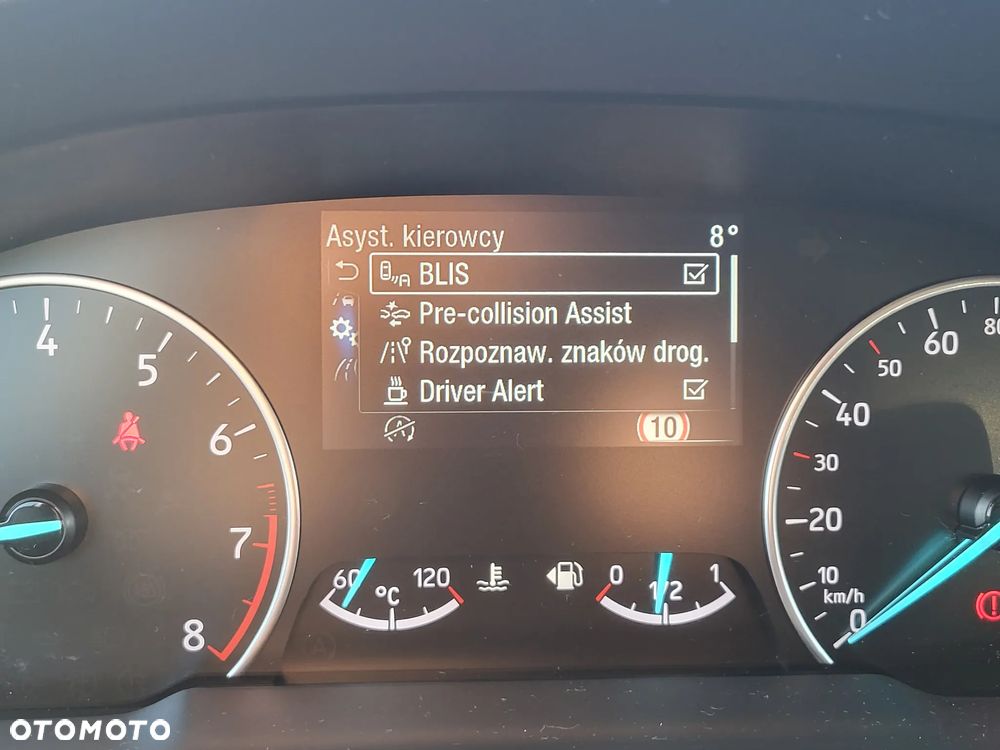 Asyst. kierowcy 8°
BLIS
Pre-collision Assist
Rozpoznaw. znaków drog.
Driver Alert
A
10
4
5
6
7
8
60 °C 120
0 1/2 1
80
60
50
40
30
20
10
km/h
0
OTOMOTO